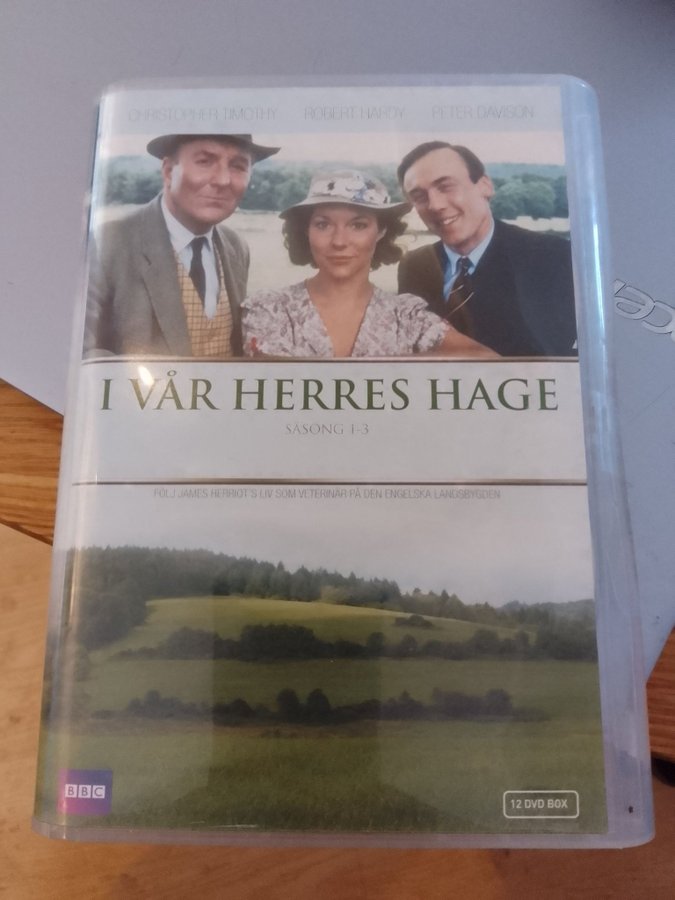 CHRISTOPHER TIMOTHY ROBERT HARDY PETER DAVISON
I VÅR HERRES HAGE
SÄSONG 1-3
FÖLJ JAMES HERRIOT'S LIV SOM VETERINÄR PÅ DEN ENGELSKA LANDSBYGDEN
BBC
12 DVD BOX